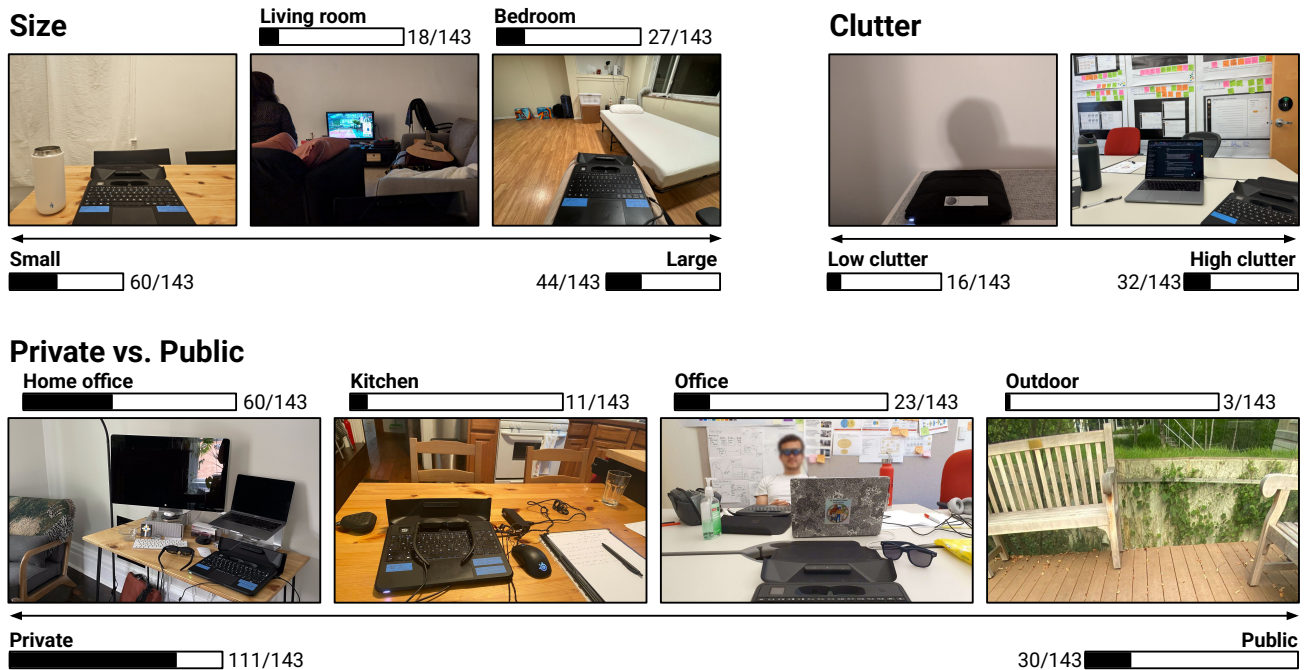 Size
Living room
18/143
Bedroom
27/143
Clutter
Small
60/143
Large
44/143
Low clutter
16/143
High clutter
32/143
Private vs. Public
Home office
60/143
Kitchen
11/143
Office
23/143
Outdoor
3/143
Private
111/143
Public
30/143